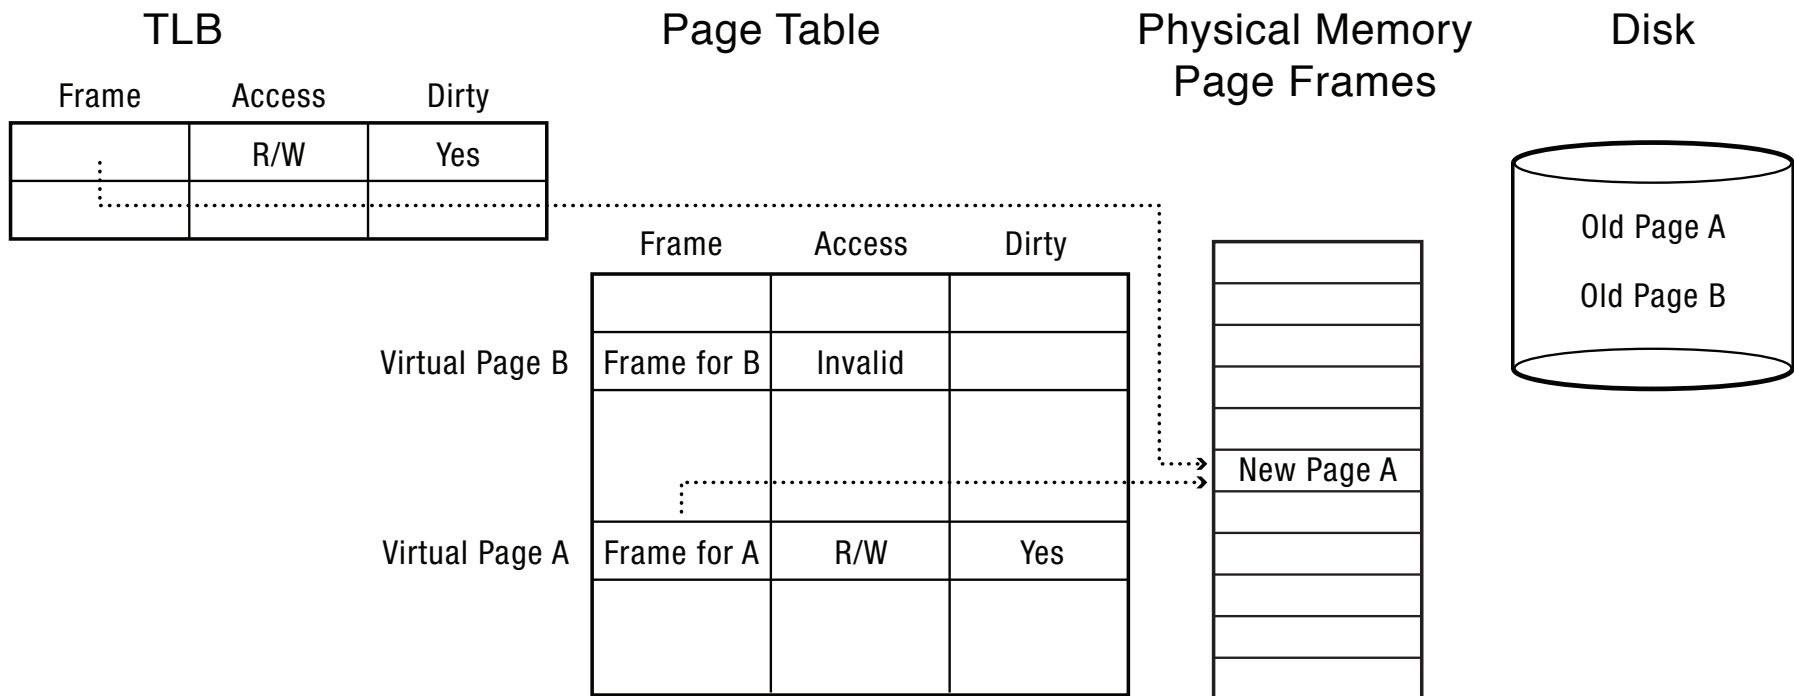 TLB
Page Table
Physical Memory
Page Frames
Disk
Frame Access Dirty
R/W Yes
Frame Access Dirty
Virtual Page B Frame for B Invalid
Virtual Page A Frame for A R/W Yes
New Page A
Old Page A
Old Page B